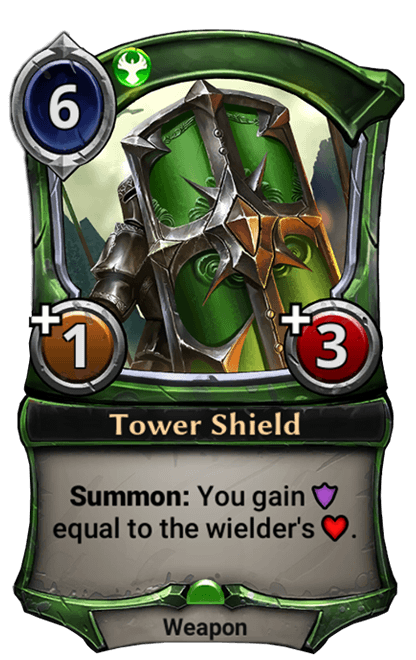 6
+1
+3
Tower Shield
Summon: You gain
equal to the wielder's .
Weapon